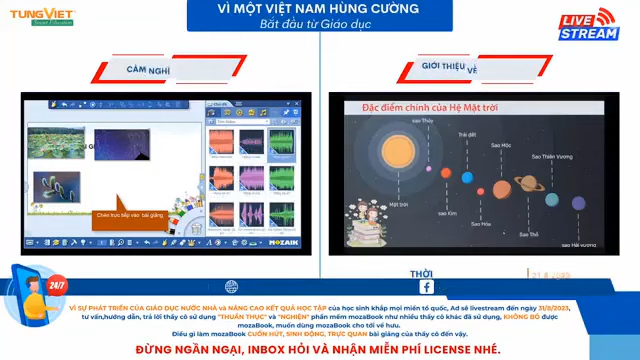 TUNG VIET
Smart Education
VÌ MỘT VIỆT NAM HÙNG CƯỜNG
Bắt đầu từ Giáo dục
LIVE
STREAM
CẢM NGHĨ
GIỚI THIỆU VỀ
Chèn trực tiếp vào bài giảng
MOZAIK
Đặc điểm chính của Hệ Mặt trời
sao Thủy
Trái đất
Sao Mộc
Sao Thiên Vương
Mặt trời
sao Kim
Sao Hỏa
Sao Thổ
sao Hải vương
THỜI
24/7
VÌ SỰ PHÁT TRIỂN CỦA GIÁO DỤC NƯỚC NHÀ và NÂNG CAO KẾT QUẢ HỌC TẬP của học sinh khắp mọi miền tổ quốc, Ad sẽ livestream đến ngày 31/8/2023,
tư vấn,hướng dẫn, trả lời thầy cô sử dụng "THUẦN THỤC" và "NGHIỆN" phần mềm mozaBook như nhiều thầy cô khác đã sử dụng, KHÔNG BỎ được
mozaBook, muốn dùng mozaBook cho tới về hưu.
Điều gì làm mozaBook CUỐN HÚT, SINH ĐỘNG, TRỰC QUAN bài giảng của thầy cô đến vậy.
ĐỪNG NGẦN NGẠI, INBOX HỎI VÀ NHẬN MIỄN PHÍ LICENSE NHÉ.